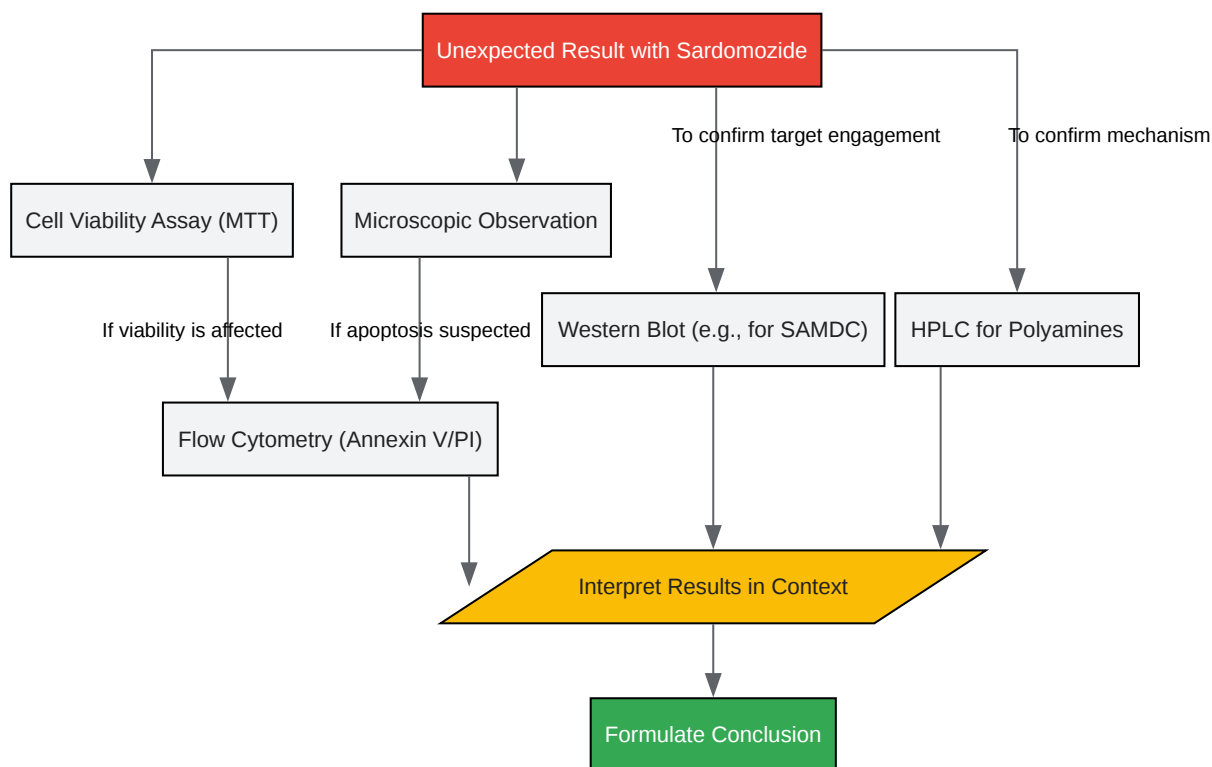 Unexpected Result with Sardomozide
To confirm target engagement
To confirm mechanism
Cell Viability Assay (MTT)
Microscopic Observation
If viability is affected
If apoptosis suspected
Western Blot (e.g., for SAMDC)
HPLC for Polyamines
Flow Cytometry (Annexin V/PI)
Interpret Results in Context
Formulate Conclusion